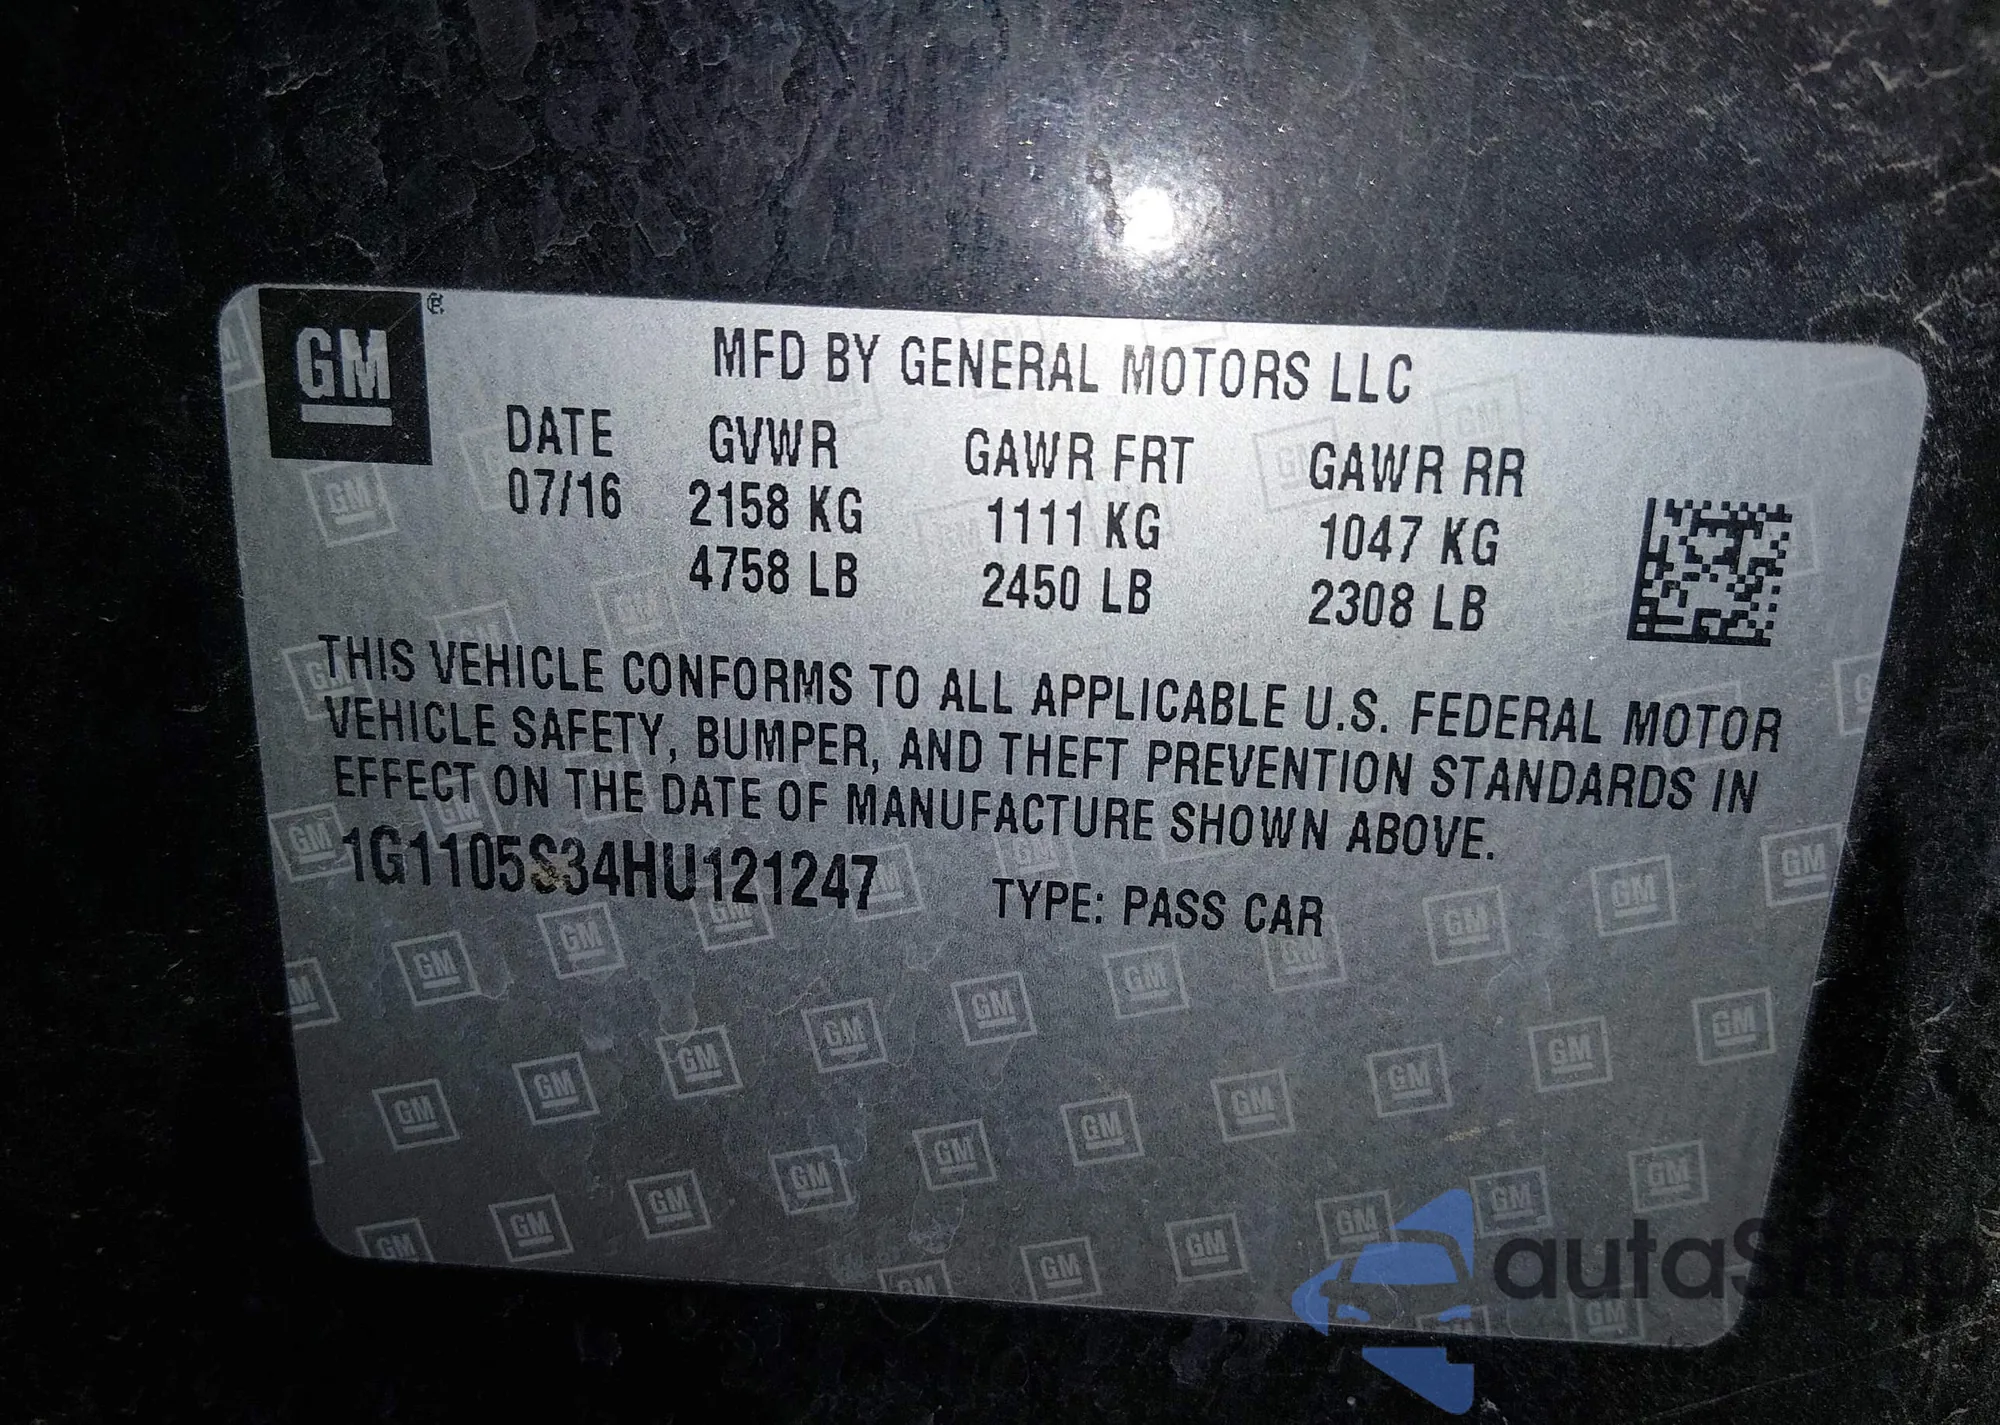 GM
MFD BY GENERAL MOTORS LLC
DATE GVWR GAWR FRT GAWR RR
07/16 2158 KG 1111 KG 1047 KG
4758 LB 2450 LB 2308 LB
THIS VEHICLE CONFORMS TO ALL APPLICABLE U.S. FEDERAL MOTOR
VEHICLE SAFETY, BUMPER, AND THEFT PREVENTION STANDARDS IN
EFFECT ON THE DATE OF MANUFACTURE SHOWN ABOVE.
1G1105S34HU121247 TYPE: PASS CAR
autaShop